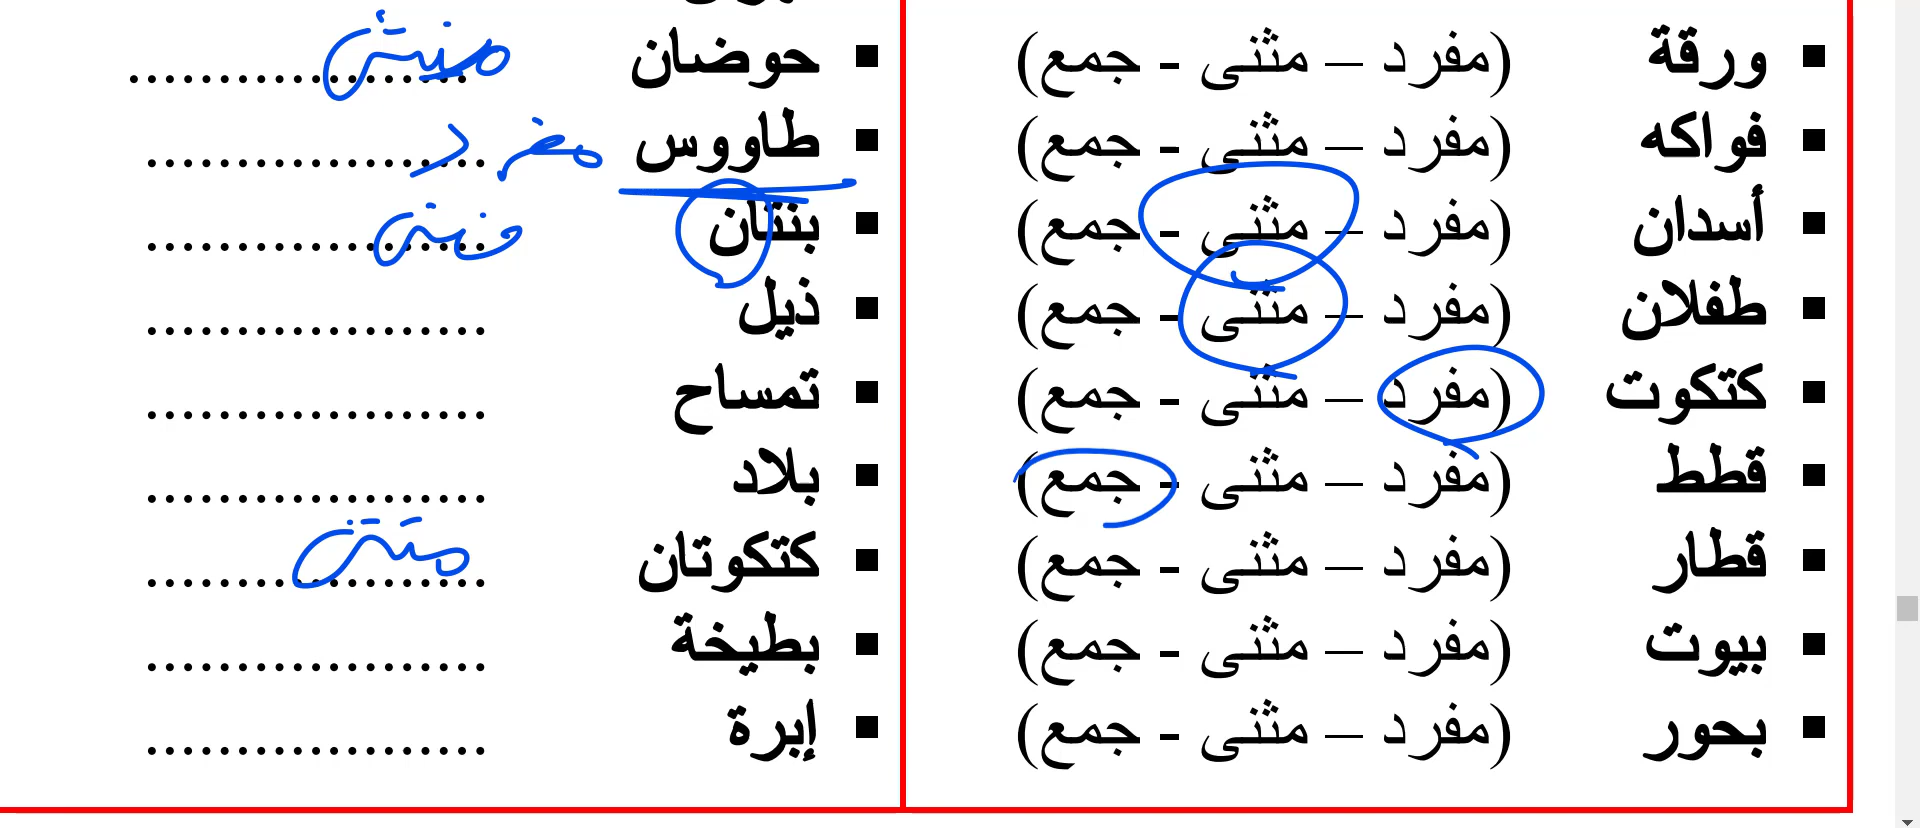 ورقة (مفرد – مثنى - جمع)
فواكه (مفرد – مثنى - جمع)
أسدان (مفرد – مثنى - جمع)
طفلان (مفرد – مثنى - جمع)
كتكوت (مفرد – مثنى - جمع)
قطط (مفرد – مثنى - جمع)
قطار (مفرد – مثنى - جمع)
بيوت (مفرد – مثنى - جمع)
بحور (مفرد – مثنى - جمع)
حوضان مثنى
طاووس مفرد
بنتان مثنى
ذيل ..................
تمساح ..................
بلاد ..................
كتكوتان مثنى
بطيخة ..................
إبرة ..................